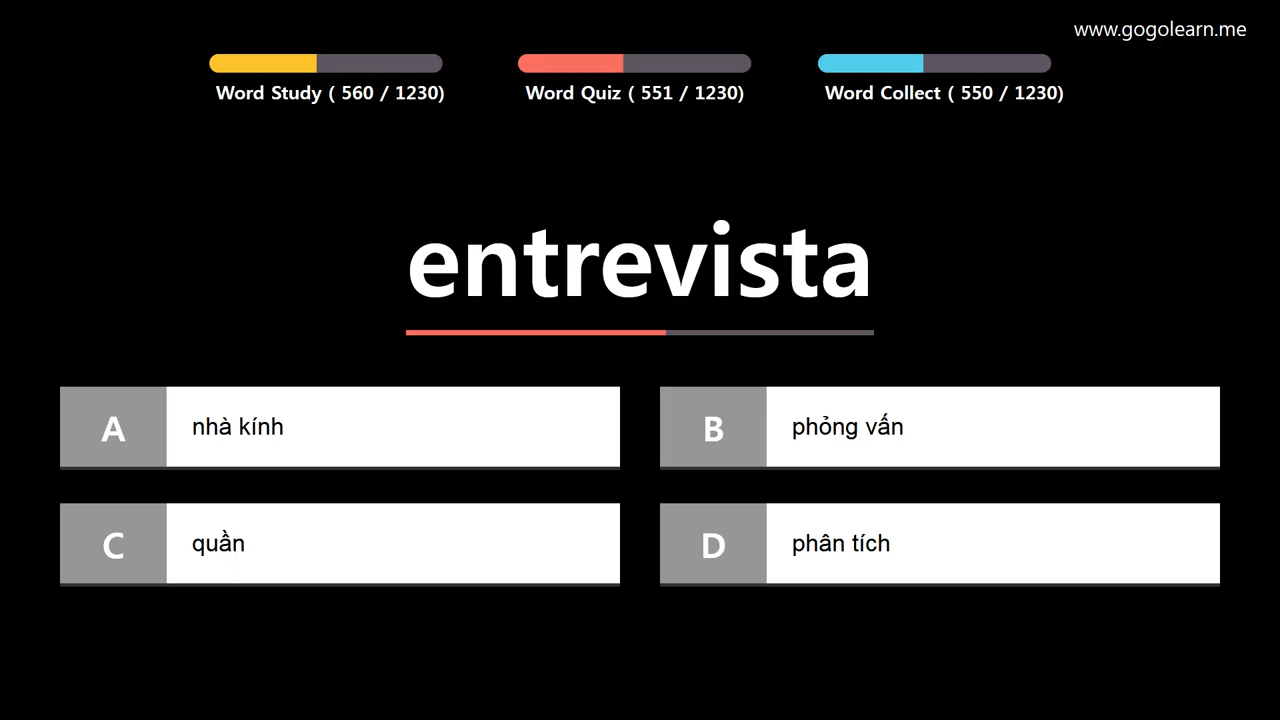 www.gogolearn.me
Word Study ( 560 / 1230)
Word Quiz ( 551 / 1230)
Word Collect ( 550 / 1230)
entrevista
A nhà kính
B phỏng vấn
C quần
D phân tích